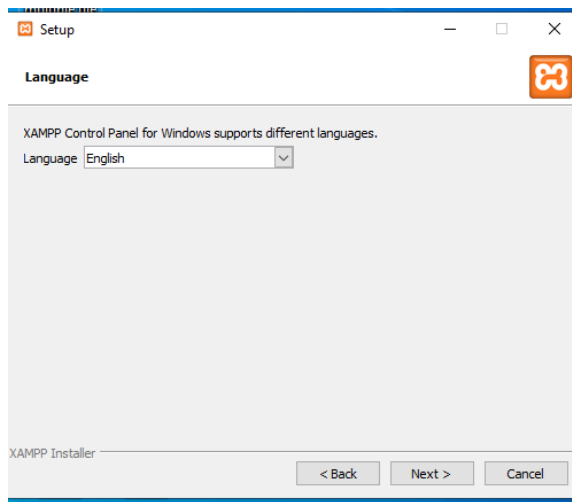 Setup
Language
XAMPP Control Panel for Windows supports different languages.
Language English
XAMPP Installer
< Back Next > Cancel